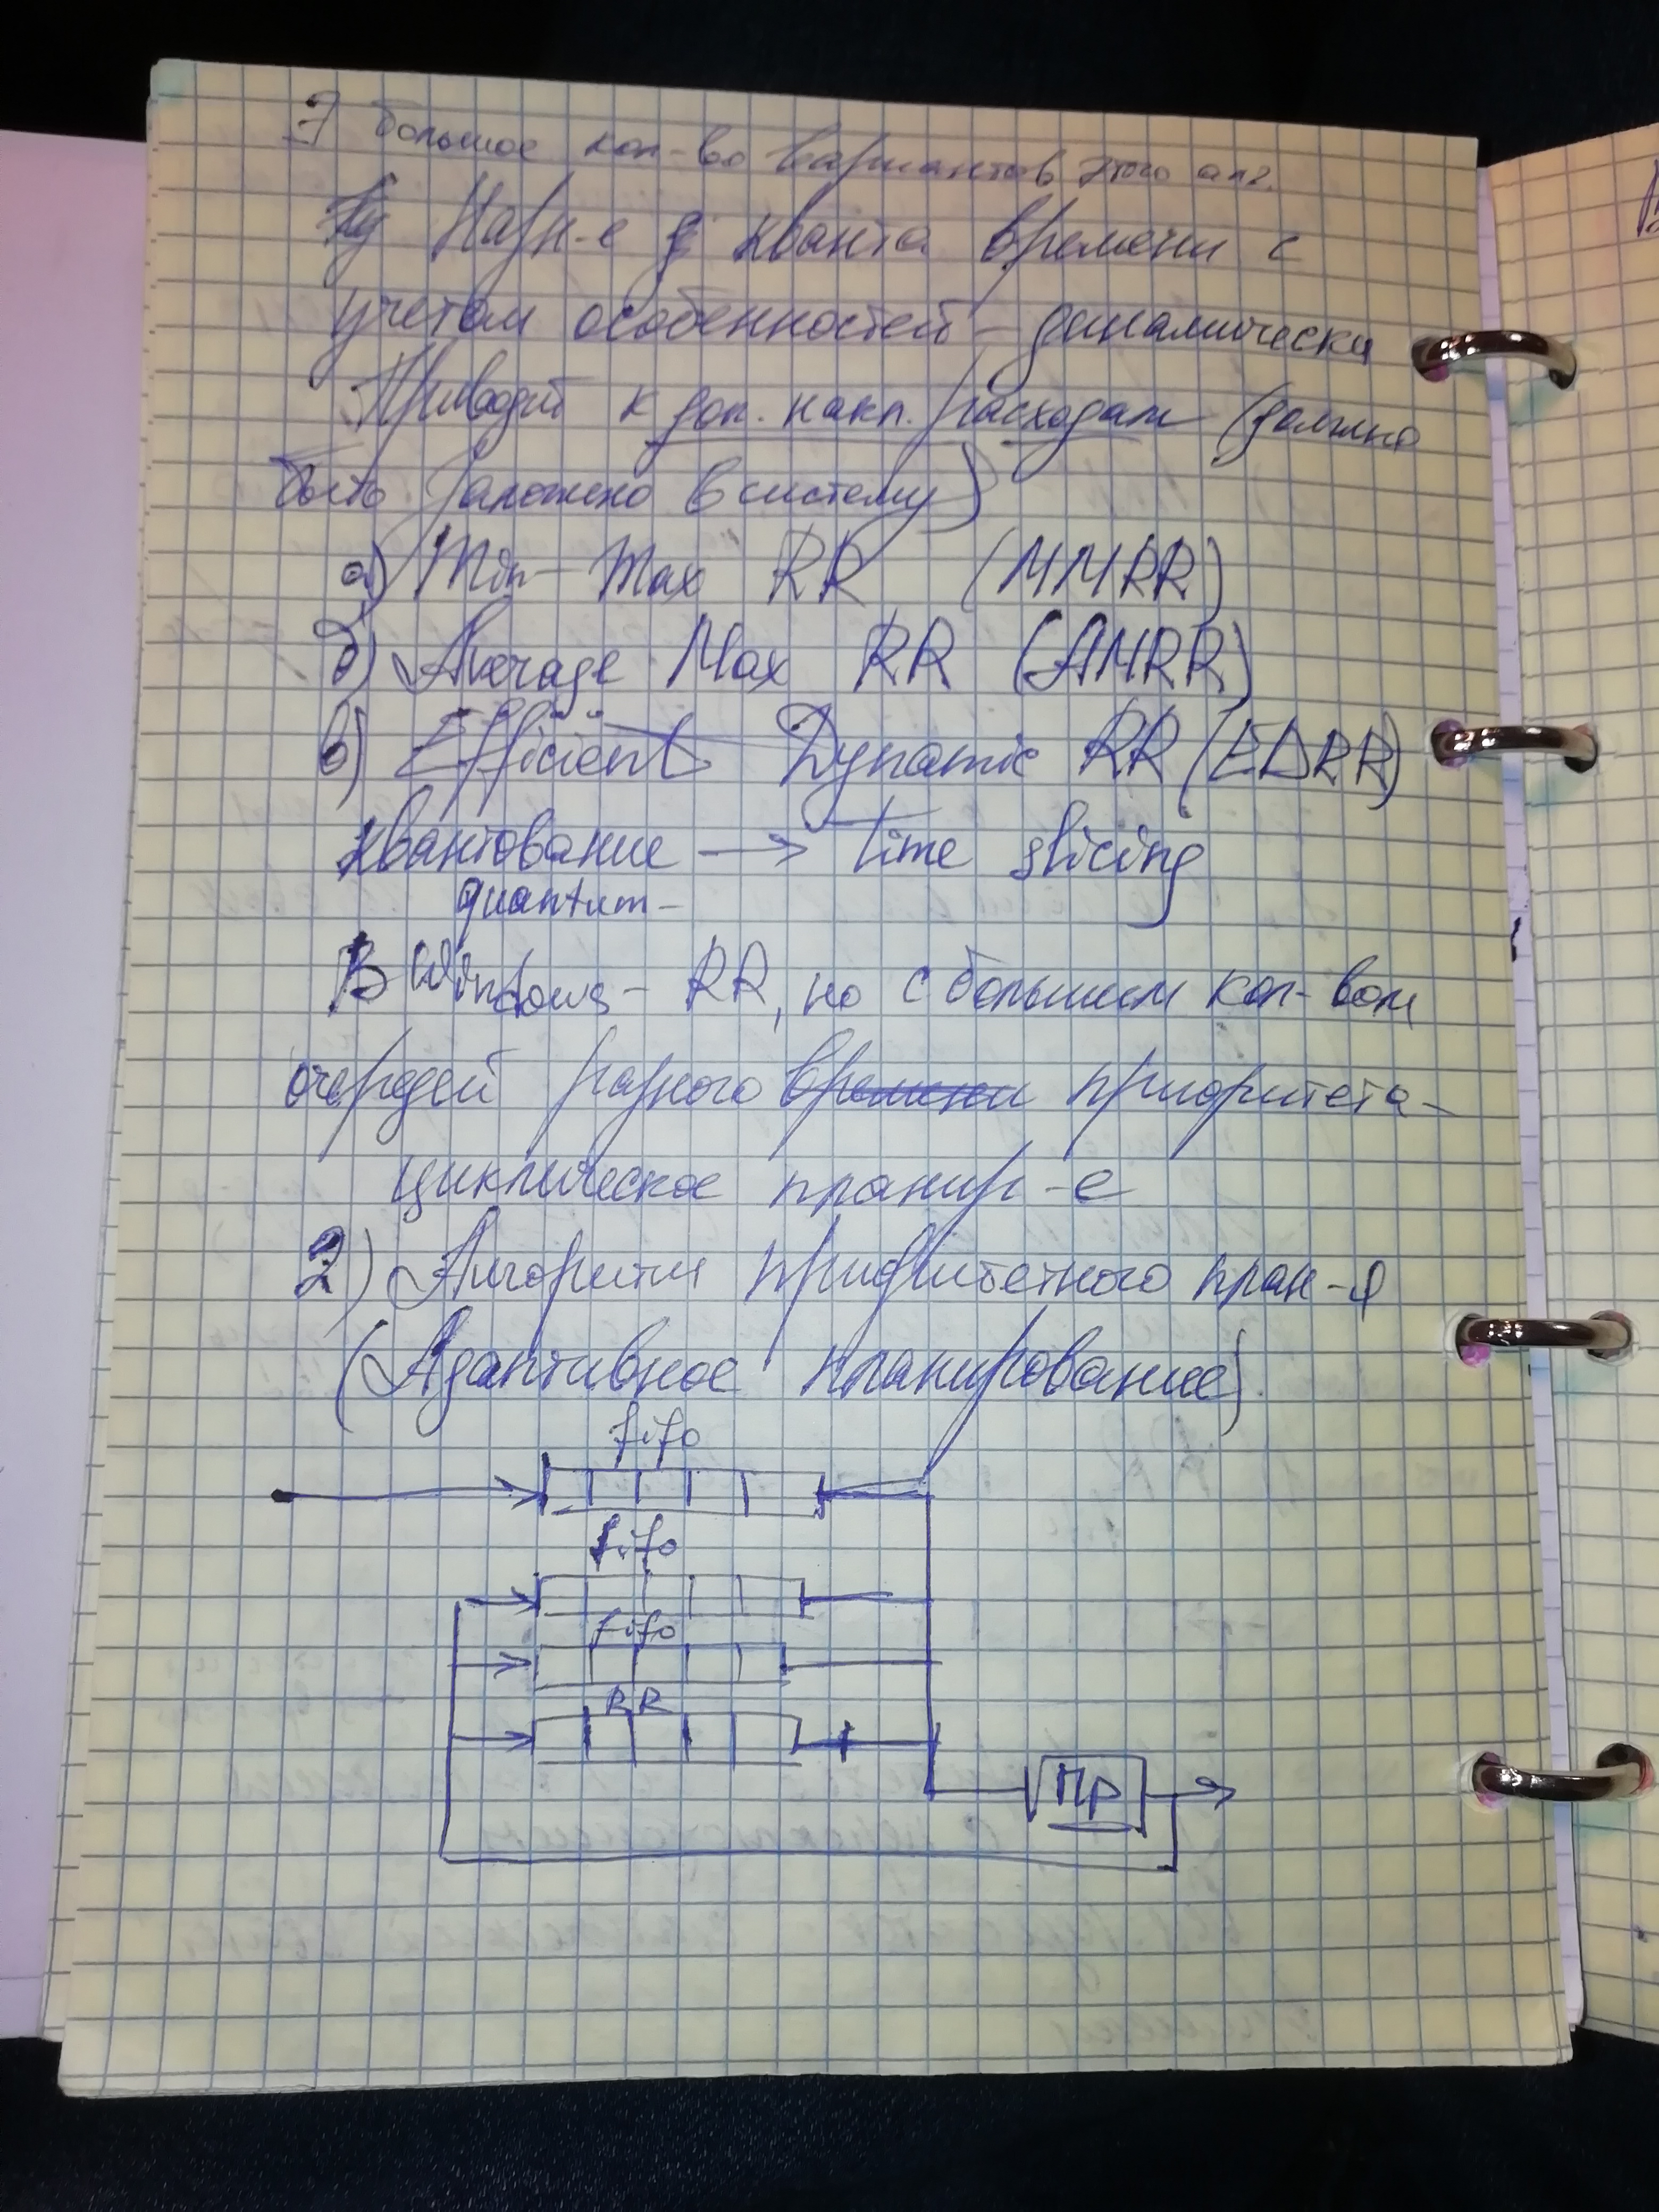 ∃ большое кол-во вариантов этого алг.
Назн-е кванта времени с
учетом особенностей – динамически
Приводит к доп. накл. расходам (должно
быть заложено в систему)
а) Min – Max RR (MMRR)
б) Average Max RR (AMRR)
в) Efficient Dynamic RR (EDRR)
квантование → time slicing
quantum –
В Windows – RR, но с большим кол-вом
очередей разного времени приоритета –
циклическое планир-е
2) Алгоритм приоритетного план-я
(Адаптивное планирование).
fifo
fifo
fifo
RR
Пр